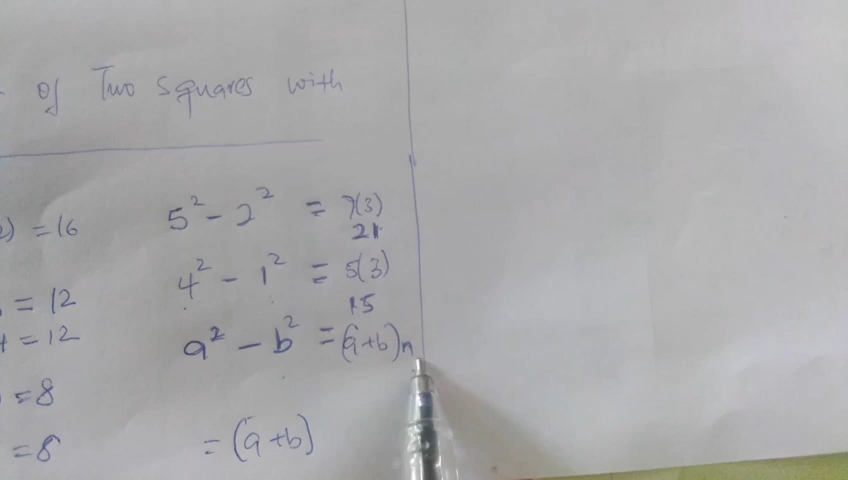 of Two squares with
2) = 16
5² - 2² = 7(3)
21
4² - 1² = 5(3)
15
= 12
= 12
a² - b² = (a+b)n
= 8
= 8
= (a+b)